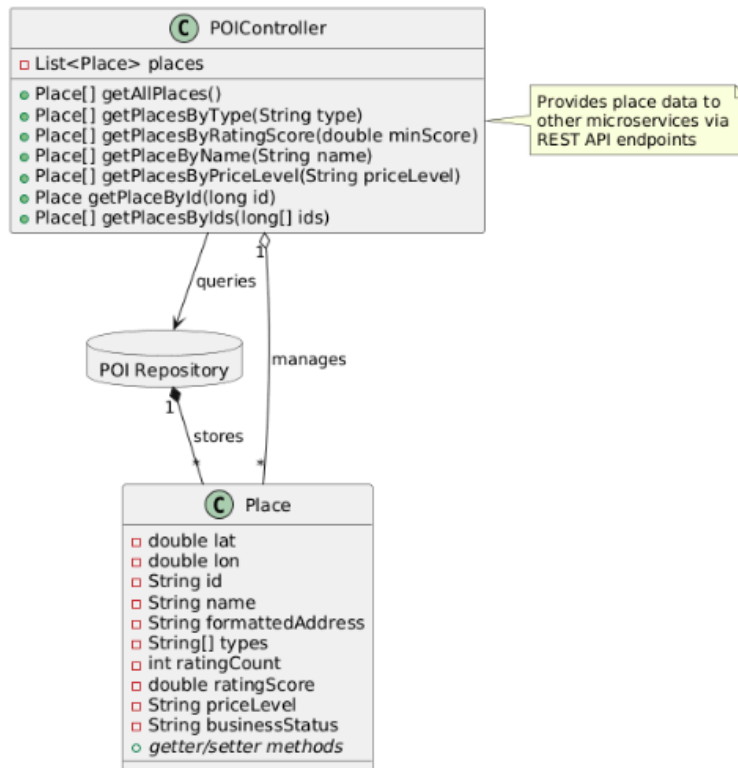 C POIController
List<Place> places
Place[] getAllPlaces()
Place[] getPlacesByType(String type)
Place[] getPlacesByRatingScore(double minScore)
Place[] getPlaceByName(String name)
Place[] getPlacesByPriceLevel(String priceLevel)
Place getPlaceById(long id)
Place[] getPlacesByIds(long[] ids)
Provides place data to
other microservices via
REST API endpoints
1
queries
manages
POI Repository
1
stores
*
*
C Place
double lat
double lon
String id
String name
String formattedAddress
String[] types
int ratingCount
double ratingScore
String priceLevel
String businessStatus
getter/setter methods